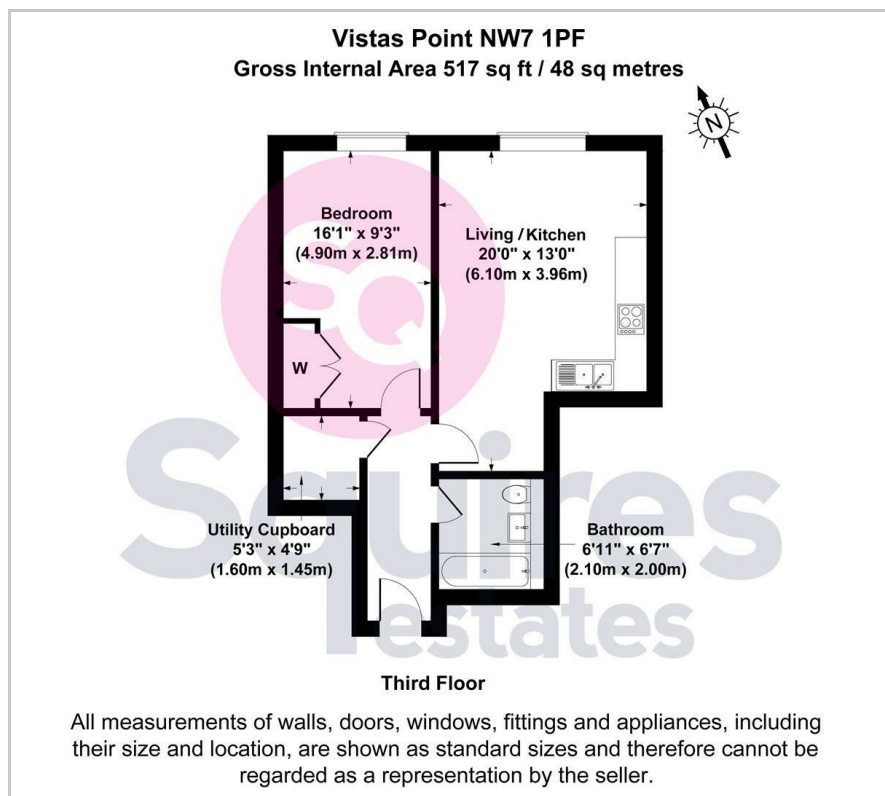 Vistas Point NW7 1PF
Gross Internal Area 517 sq ft / 48 sq metres
N
Bedroom
16'1" x 9'3"
(4.90m x 2.81m)
Living / Kitchen
20'0" x 13'0"
(6.10m x 3.96m)
SQ
W
Squires
estates
Utility Cupboard
5'3" x 4'9"
(1.60m x 1.45m)
Bathroom
6'11" x 6'7"
(2.10m x 2.00m)
Third Floor
All measurements of walls, doors, windows, fittings and appliances, including
their size and location, are shown as standard sizes and therefore cannot be
regarded as a representation by the seller.